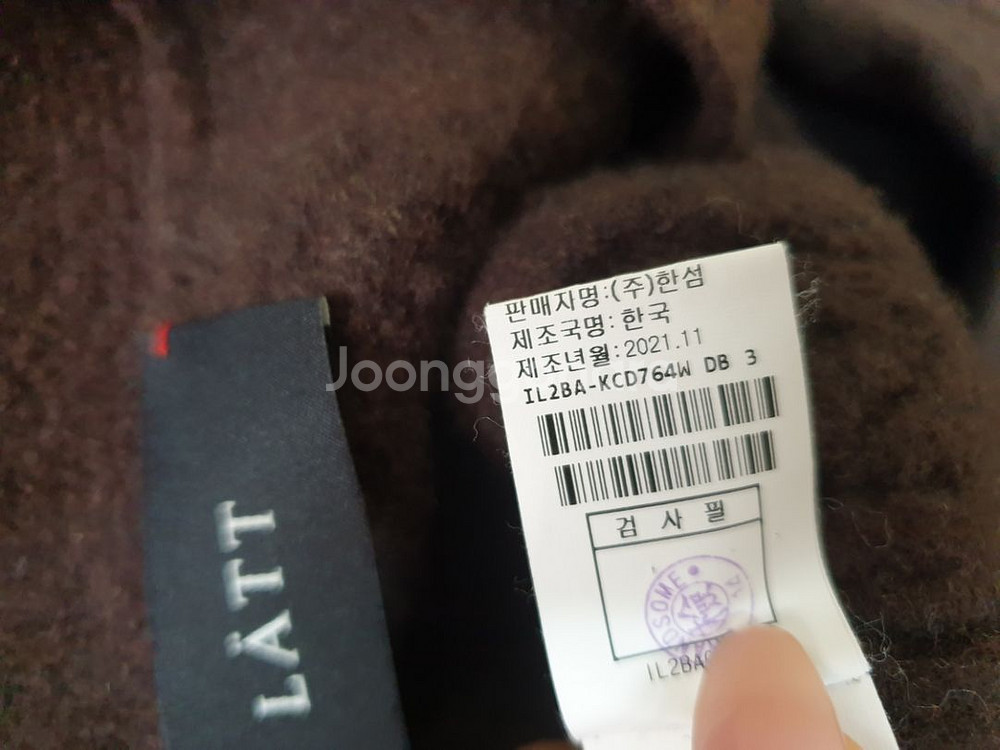 판매자명:(주)한섬
제조국명: 한국
제조년월:2021.11
IL2BA-KCD764W DB 3
검 사 필
LÄTT